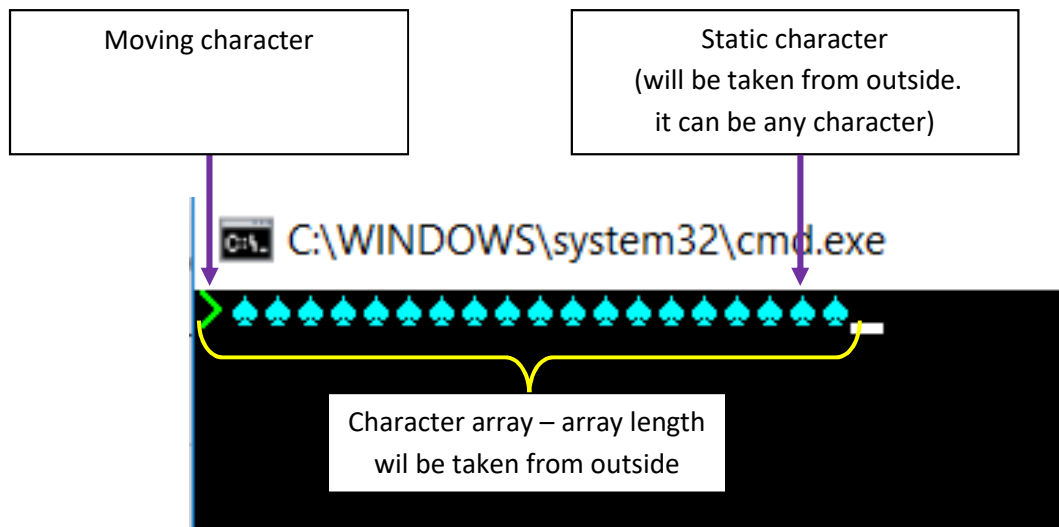 Moving character
Static character
(will be taken from outside.
it can be any character)
C:\WINDOWS\system32\cmd.exe
>♠♠♠♠♠♠♠♠♠♠♠♠♠♠♠♠♠♠♠_
Character array – array length
wil be taken from outside